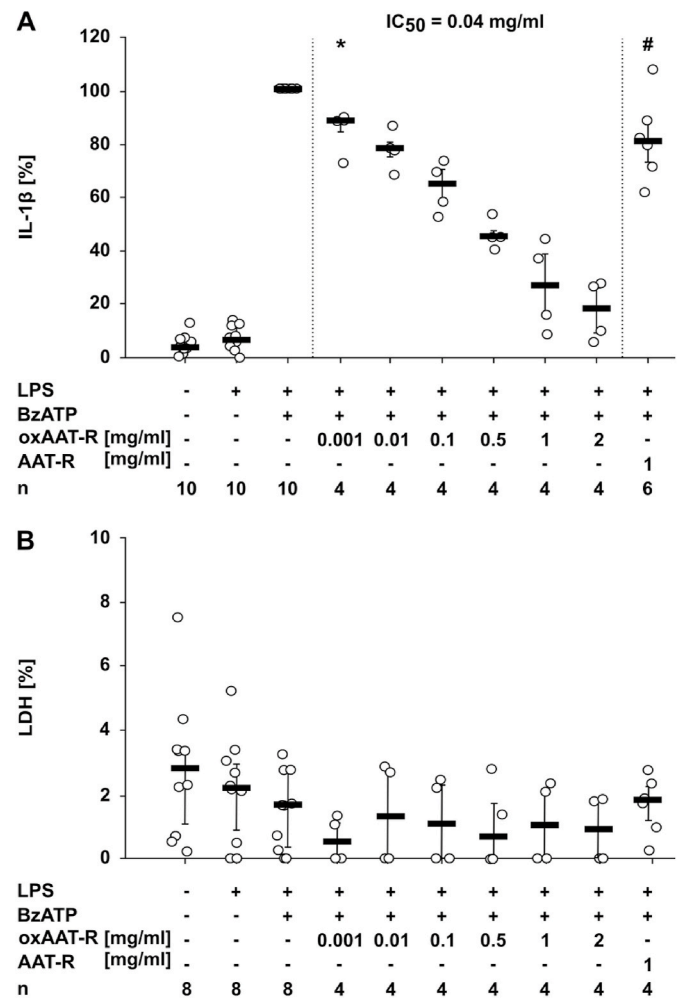 A
IC50 = 0.04 mg/ml
IL-1β [%]
120
100
80
60
40
20
0
* #
LPS - + + + + + + + + +
BzATP - - + + + + + + + +
oxAAT-R [mg/ml] - - - 0.001 0.01 0.1 0.5 1 2 -
AAT-R [mg/ml] - - - - - - - - - 1
n 10 10 10 4 4 4 4 4 4 6
B
LDH [%]
10
8
6
4
2
0
LPS - + + + + + + + + +
BzATP - - + + + + + + + +
oxAAT-R [mg/ml] - - - 0.001 0.01 0.1 0.5 1 2 -
AAT-R [mg/ml] - - - - - - - - - 1
n 8 8 8 4 4 4 4 4 4 4